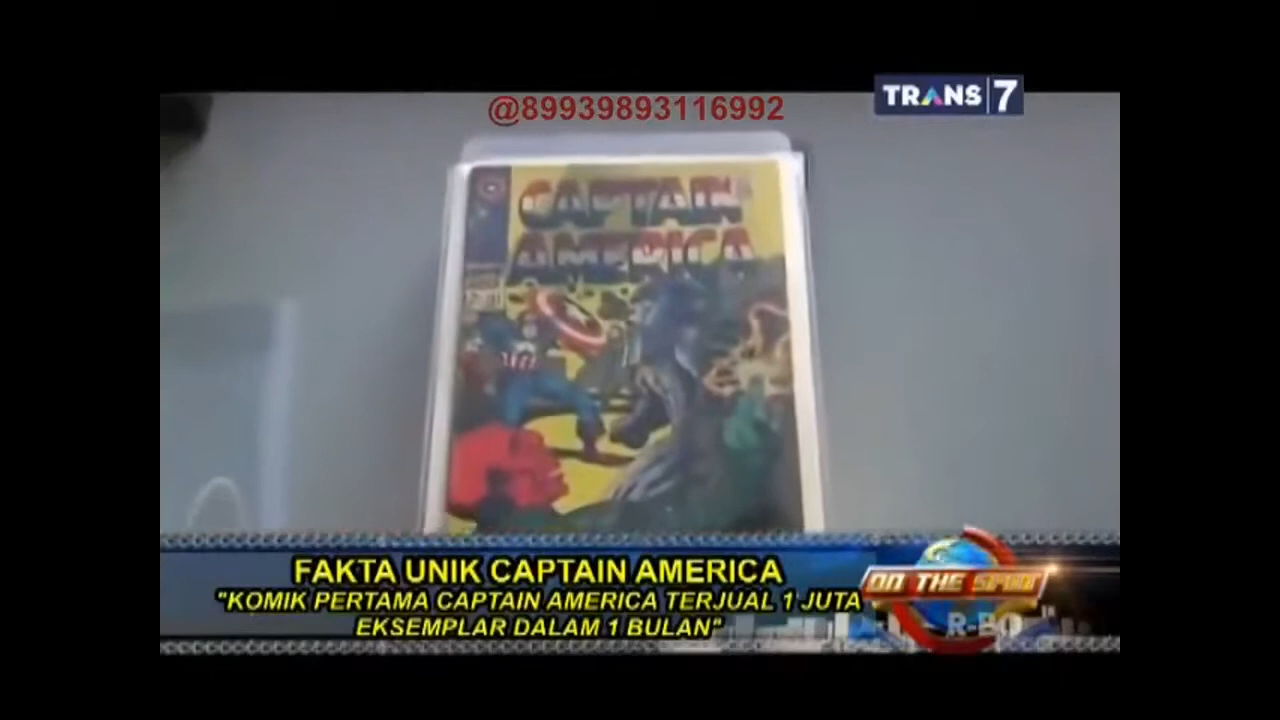 @89939893116992
TRANS 7
CAPTAIN
AMERICA
FAKTA UNIK CAPTAIN AMERICA
"KOMIK PERTAMA CAPTAIN AMERICA TERJUAL 1 JUTA
EKSEMPLAR DALAM 1 BULAN"
ON THE SPOT
R-BO